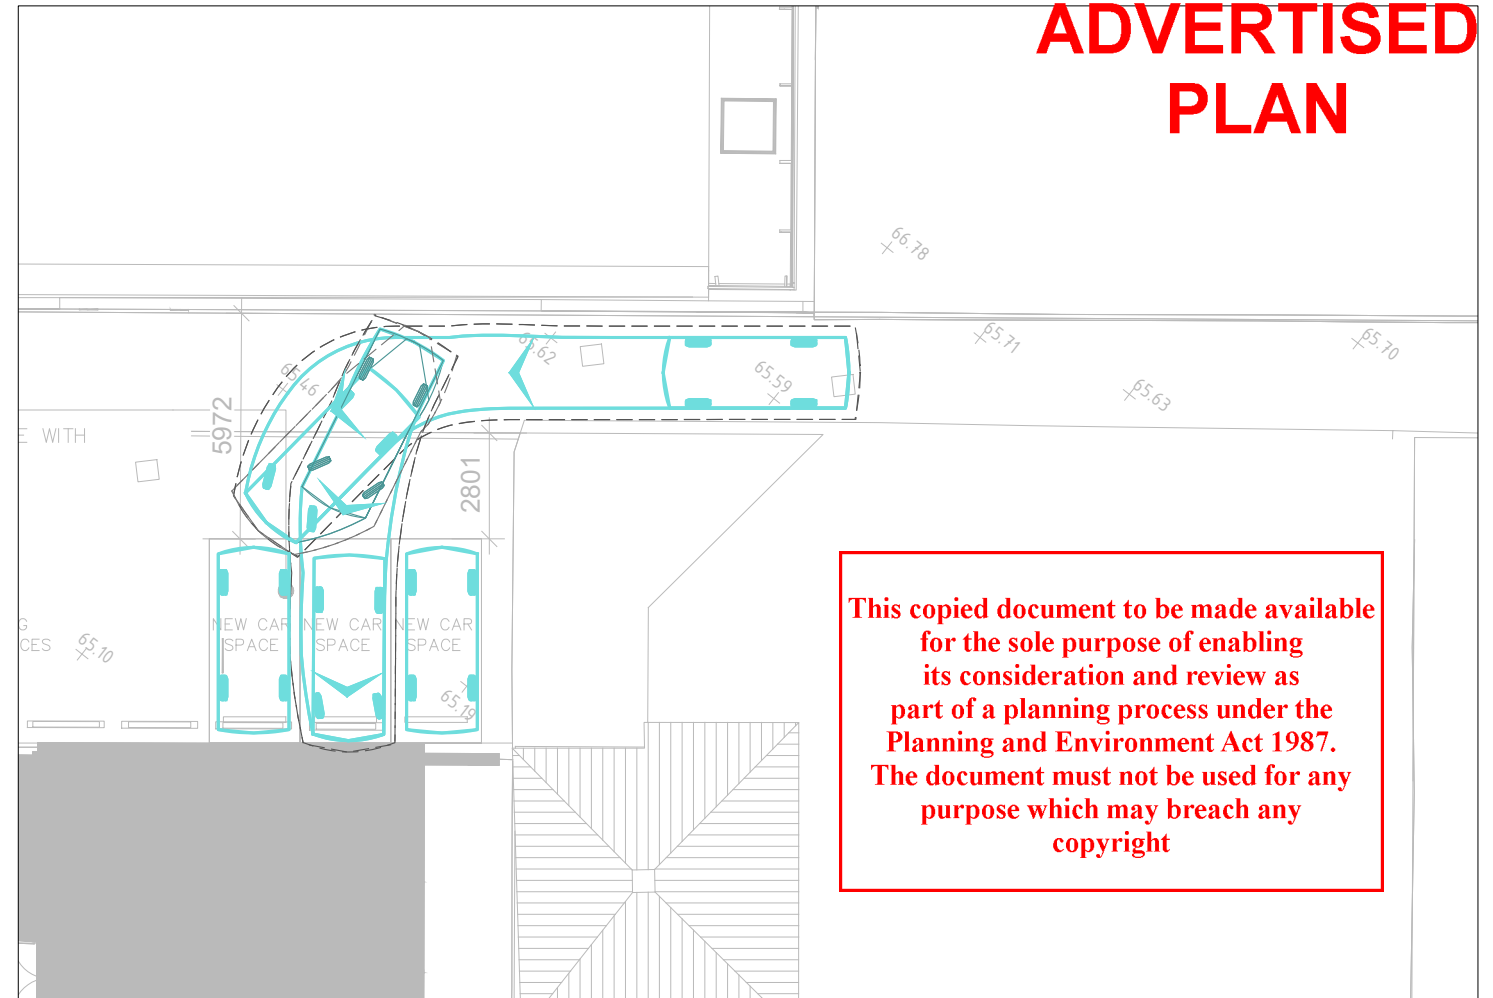 ADVERTISED
PLAN
66.78
65.62
65.71
65.70
65.46
65.59
65.63
5972
E WITH
2801
G
CES
65.10
NEW CAR
SPACE
NEW CAR
SPACE
NEW CAR
SPACE
65.19
This copied document to be made available
for the sole purpose of enabling
its consideration and review as
part of a planning process under the
Planning and Environment Act 1987.
The document must not be used for any
purpose which may breach any
copyright